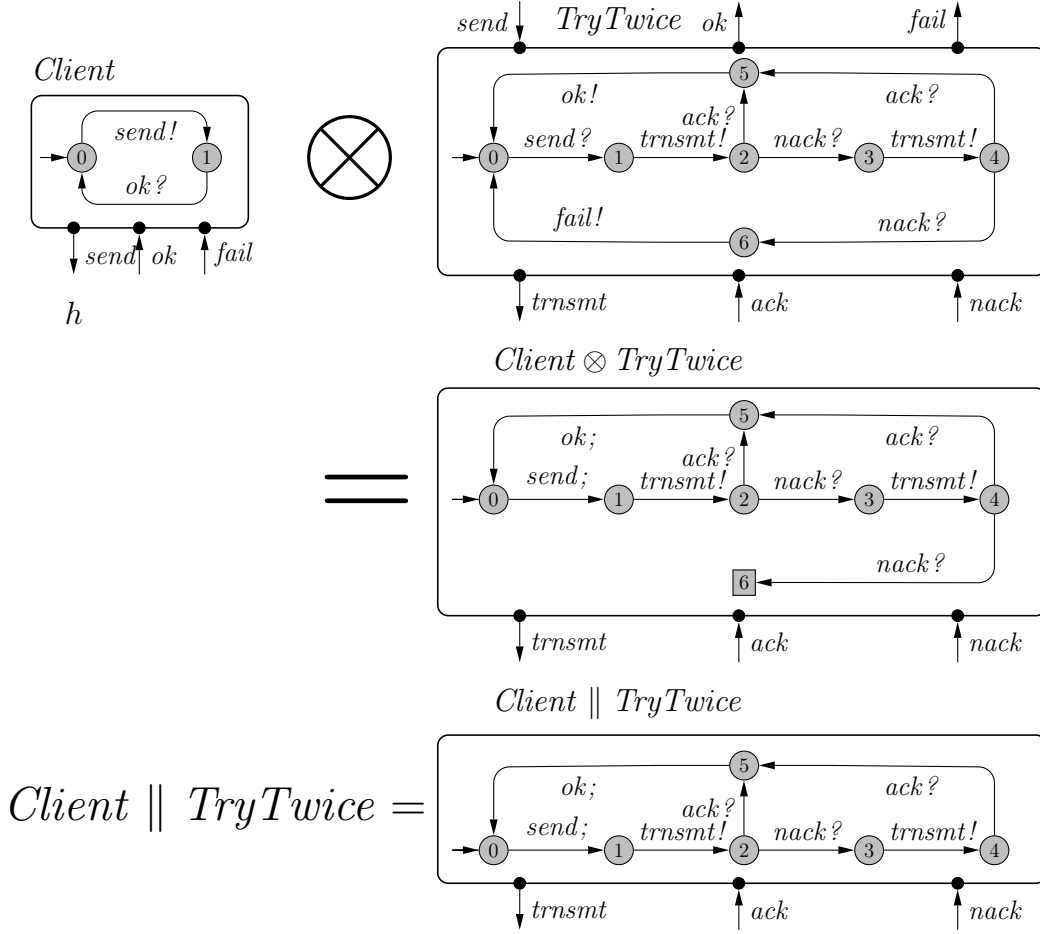 send TryTwice ok fail
Client
5
ok! ack? ack?
send! send? trnsmt! nack? trnsmt!
0 1 0 1 2 3 4
ok? fail! nack?
6
send ok fail
trnsmt ack nack
h
Client ⊗ TryTwice
5
ok; ack? ack?
send; trnsmt! nack? trnsmt!
= 0 1 2 3 4
nack?
6
trnsmt ack nack
Client ∥ TryTwice
5
ok; ack? ack?
Client ∥ TryTwice =
send; trnsmt! nack? trnsmt!
0 1 2 3 4
trnsmt ack nack